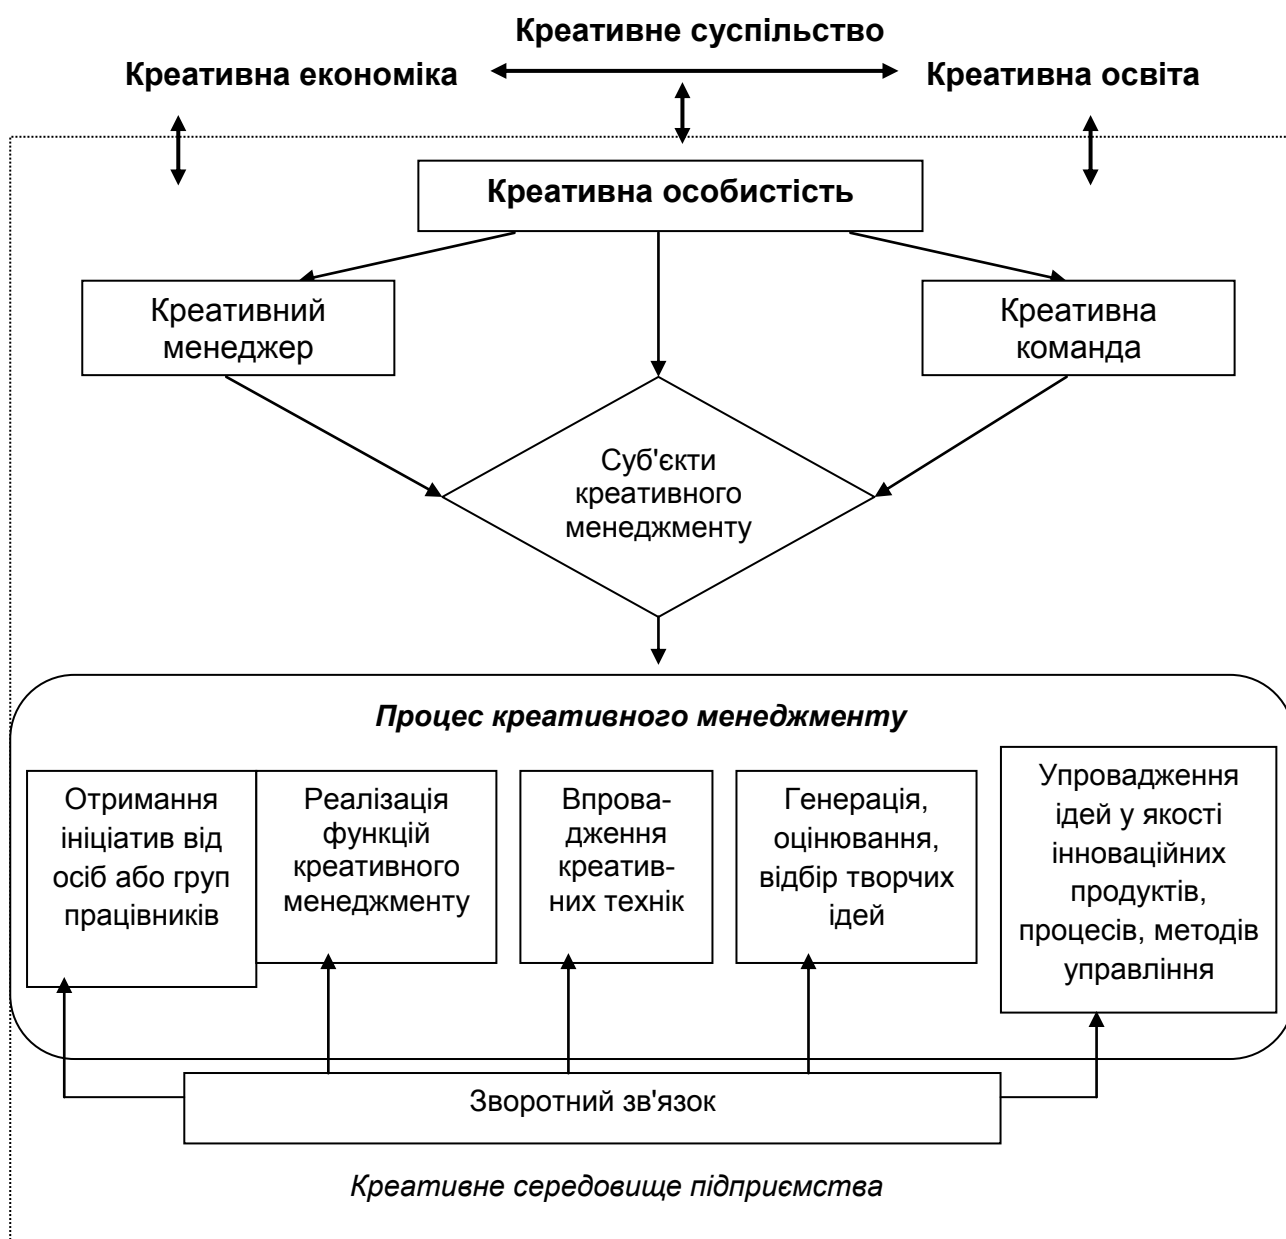 Креативне суспільство
Креативна економіка
Креативна освіта
Креативна особистість
Креативний
менеджер
Креативна
команда
Суб'єкти
креативного
менеджменту
Процес креативного менеджменту
Отримання
ініціатив від
осіб або груп
працівників
Реалізація
функцій
креативного
менеджменту
Впрова-
дження
креатив-
них технік
Генерація,
оцінювання,
відбір творчих
ідей
Упровадження
ідей у якості
інноваційних
продуктів,
процесів, методів
управління
Зворотний зв'язок
Креативне середовище підприємства